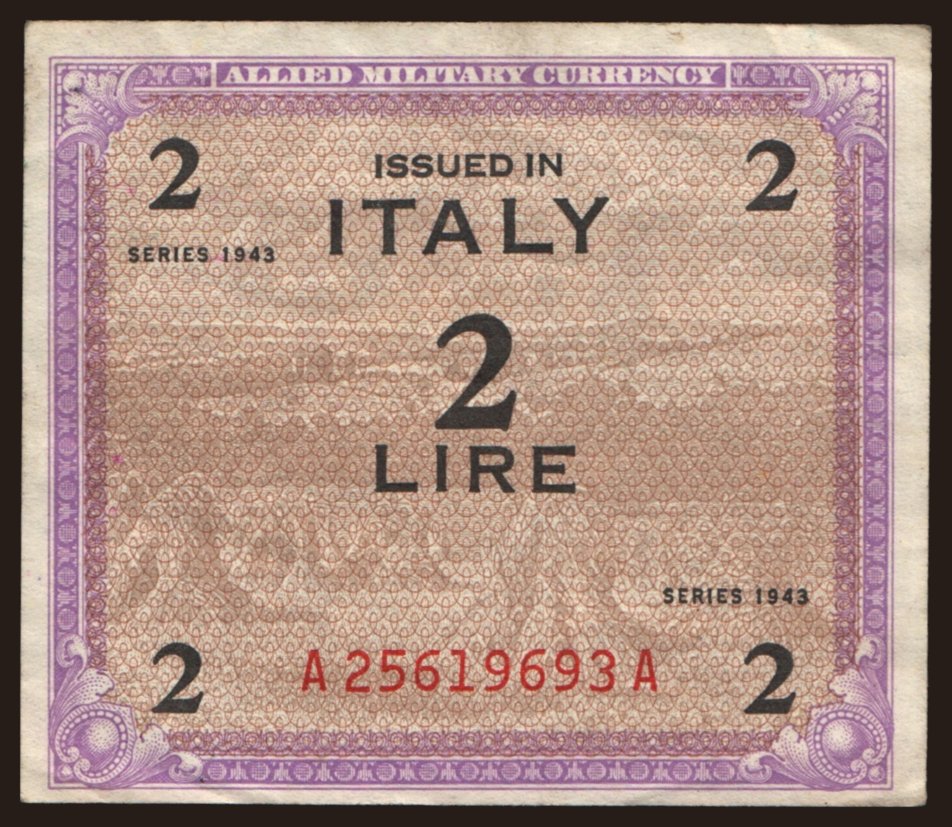 ALLIED MILITARY CURRENCY
2 2
ISSUED IN
ITALY
SERIES 1943
2
LIRE
SERIES 1943
2 2
A 25619693 A